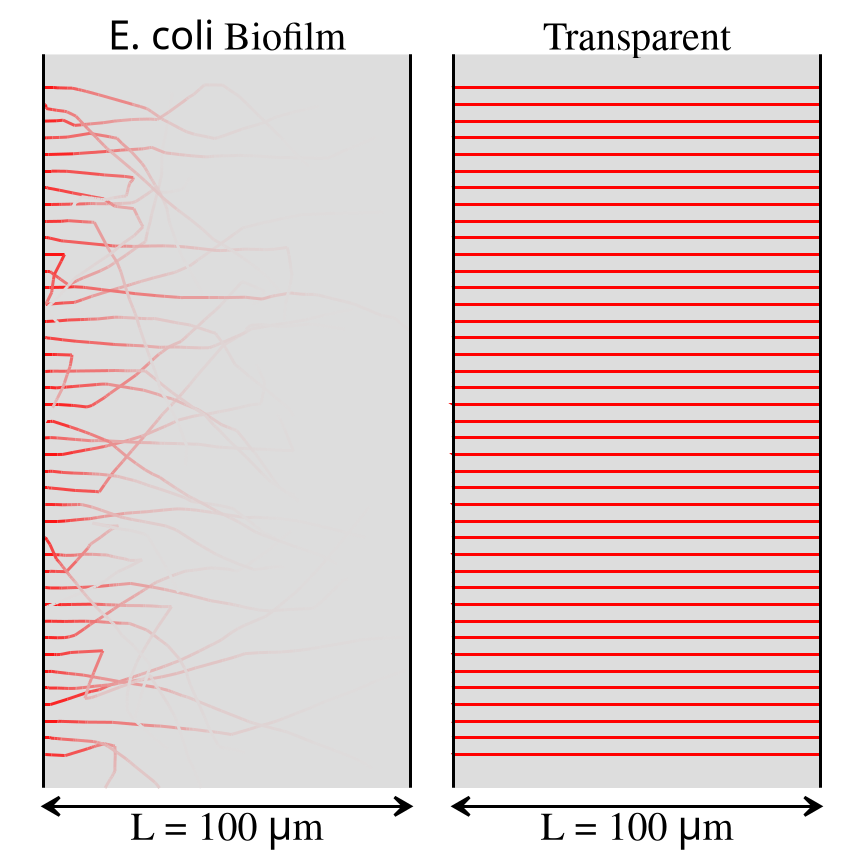 E. coli Biofilm
Transparent
L = 100 μm
L = 100 μm